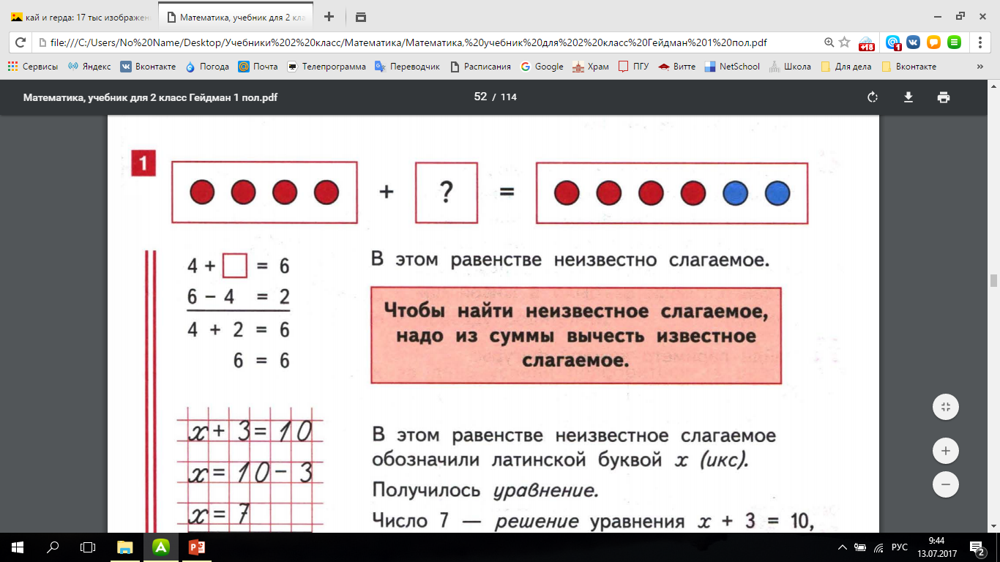 кай и герда: 17 тыс изображен
Математика, учебник для 2 кла
file:///C:/Users/No%20Name/Desktop/Учебники%202%20класс/Математика/Математика,%20учебник%20для%202%20класс%20Гейдман%201%20пол.pdf
+18
1
Сервисы Яндекс Вконтакте Погода Почта Телепрограмма Переводчик Расписания Google Храм ПГУ Витте NetSchool Школа Для дела Вконтакте »
Математика, учебник для 2 класс Гейдман 1 пол.pdf 52 / 114
1
+ ? =
4 + □ = 6
6 – 4 = 2
4 + 2 = 6
6 = 6
В этом равенстве неизвестно слагаемое.
Чтобы найти неизвестное слагаемое,
надо из суммы вычесть известное
слагаемое.
x + 3 = 10
x = 10 – 3
x = 7
В этом равенстве неизвестное слагаемое
обозначили латинской буквой x (икс).
Получилось уравнение.
Число 7 — решение уравнения x + 3 = 10,
РУС
9:44
13.07.2017
2